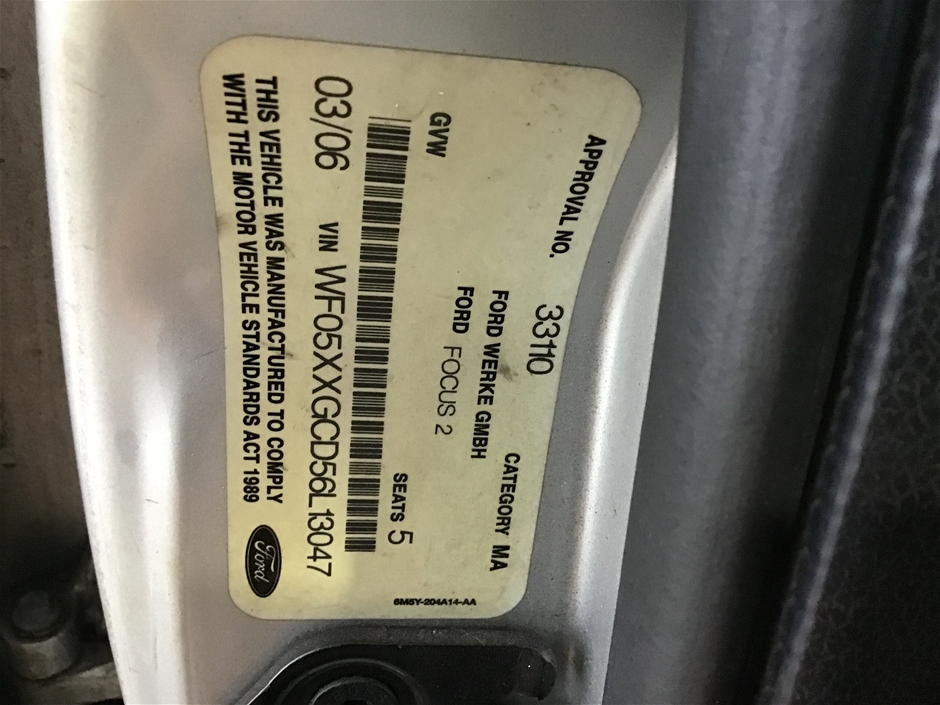 APPROVAL NO. 33110 CATEGORY MA
FORD WERKE GMBH
FORD FOCUS 2
GVW SEATS 5
03/06 VIN WF05XXGCD56L13047
THIS VEHICLE WAS MANUFACTURED TO COMPLY
WITH THE MOTOR VEHICLE STANDARDS ACT 1989
Ford
6M5Y-204A14-AA